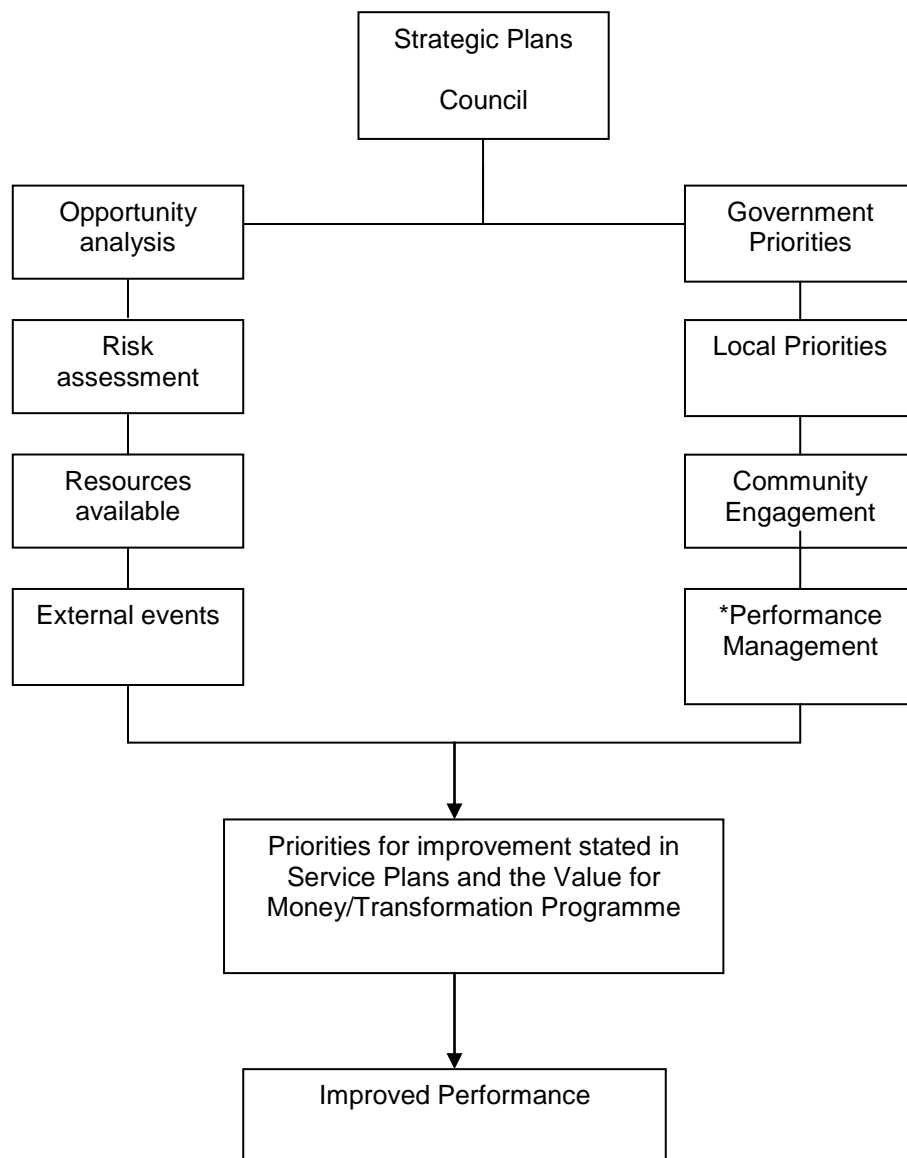 Strategic Plans
Council
Opportunity
analysis
Government
Priorities
Risk
assessment
Local Priorities
Resources
available
Community
Engagement
External events
*Performance
Management
Priorities for improvement stated in
Service Plans and the Value for
Money/Transformation Programme
Improved Performance